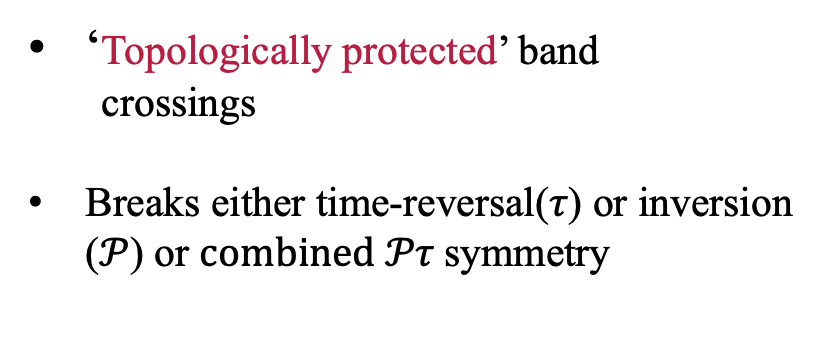 • ‘Topologically protected’ band
crossings
• Breaks either time-reversal(τ) or inversion
(𝒫) or combined 𝒫τ symmetry